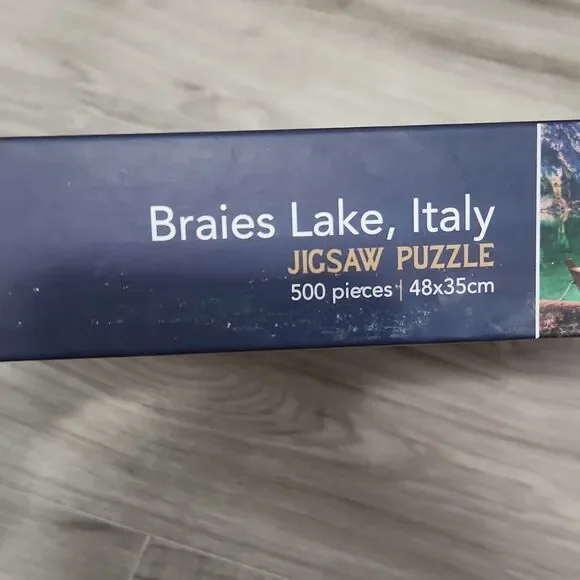 Braies Lake, Italy
JIGSAW PUZZLE
500 pieces | 48x35cm